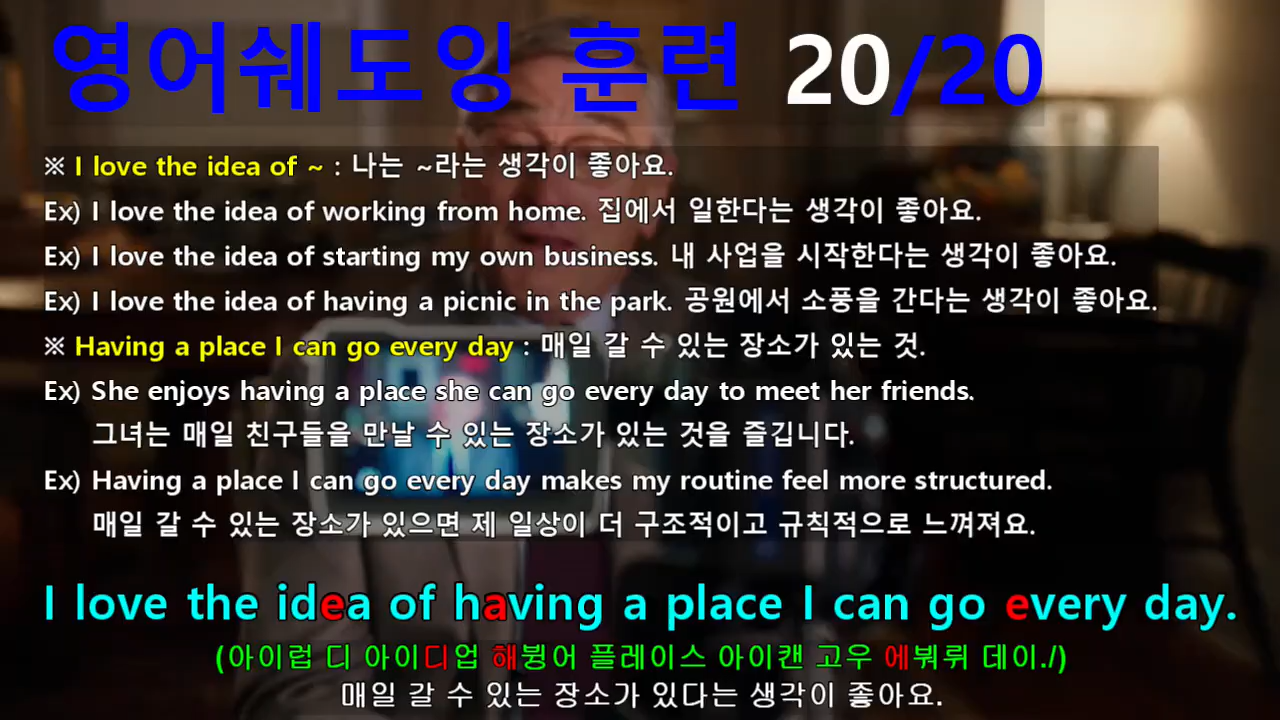 영어쉐도잉 훈련 20/20
※ I love the idea of ~ : 나는 ~라는 생각이 좋아요.
Ex) I love the idea of working from home. 집에서 일한다는 생각이 좋아요.
Ex) I love the idea of starting my own business. 내 사업을 시작한다는 생각이 좋아요.
Ex) I love the idea of having a picnic in the park. 공원에서 소풍을 간다는 생각이 좋아요.
※ Having a place I can go every day : 매일 갈 수 있는 장소가 있는 것.
Ex) She enjoys having a place she can go every day to meet her friends.
그녀는 매일 친구들을 만날 수 있는 장소가 있는 것을 즐깁니다.
Ex) Having a place I can go every day makes my routine feel more structured.
매일 갈 수 있는 장소가 있으면 제 일상이 더 구조적이고 규칙적으로 느껴져요.
I love the idea of having a place I can go every day.
(아이럽 디 아이디업 해뷩어 플레이스 아이캔 고우 에붜뤼 데이./)
매일 갈 수 있는 장소가 있다는 생각이 좋아요.